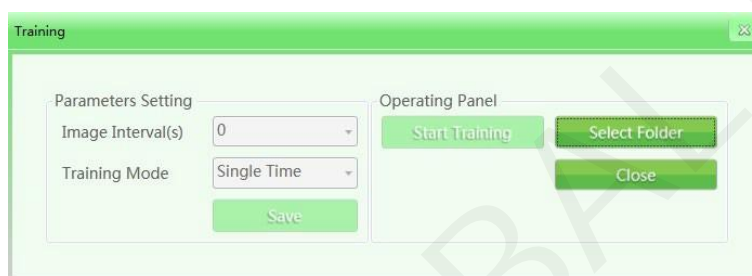 Training
Parameters Setting
Image Interval(s) 0
Training Mode Single Time
Save
Operating Panel
Start Training Select Folder
Close